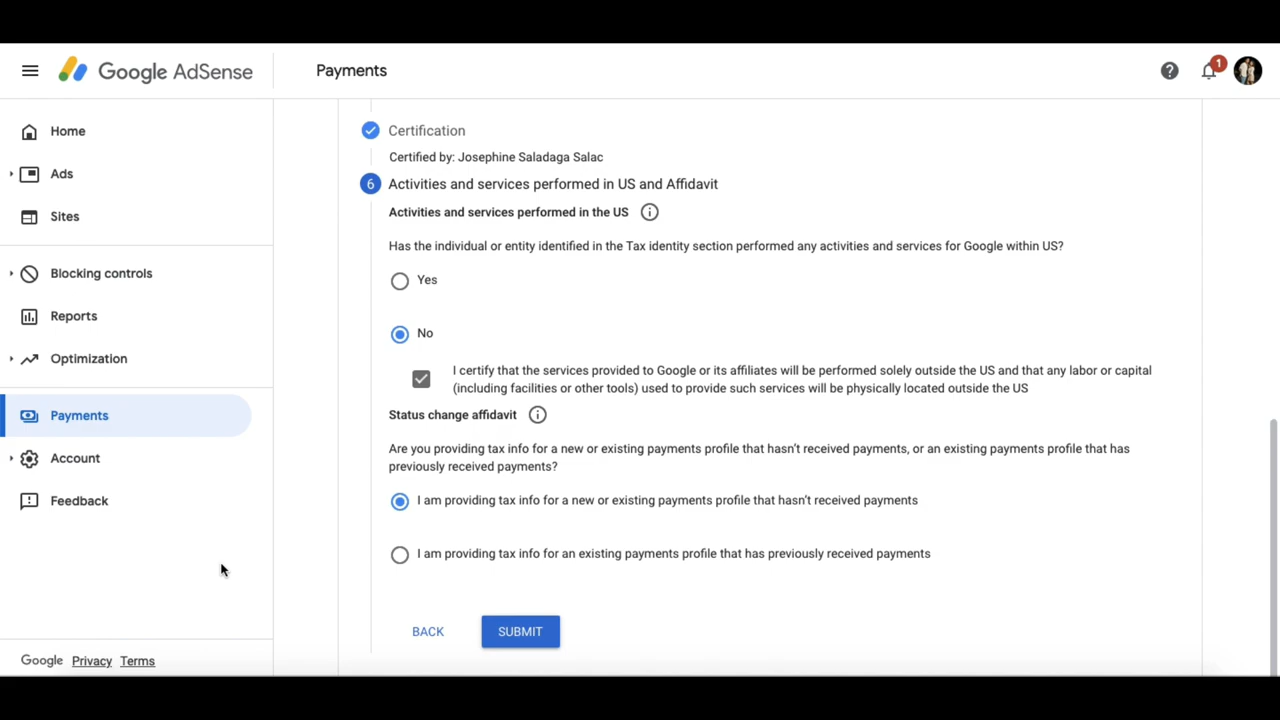 Google AdSense
Payments
1
Home
Ads
Sites
Blocking controls
Reports
Optimization
Payments
Account
Feedback
Google Privacy Terms
Certification
Certified by: Josephine Saladaga Salac
6 Activities and services performed in US and Affidavit
Activities and services performed in the US
Has the individual or entity identified in the Tax identity section performed any activities and services for Google within US?
Yes
No
I certify that the services provided to Google or its affiliates will be performed solely outside the US and that any labor or capital
(including facilities or other tools) used to provide such services will be physically located outside the US
Status change affidavit
Are you providing tax info for a new or existing payments profile that hasn't received payments, or an existing payments profile that has
previously received payments?
I am providing tax info for a new or existing payments profile that hasn't received payments
I am providing tax info for an existing payments profile that has previously received payments
BACK SUBMIT